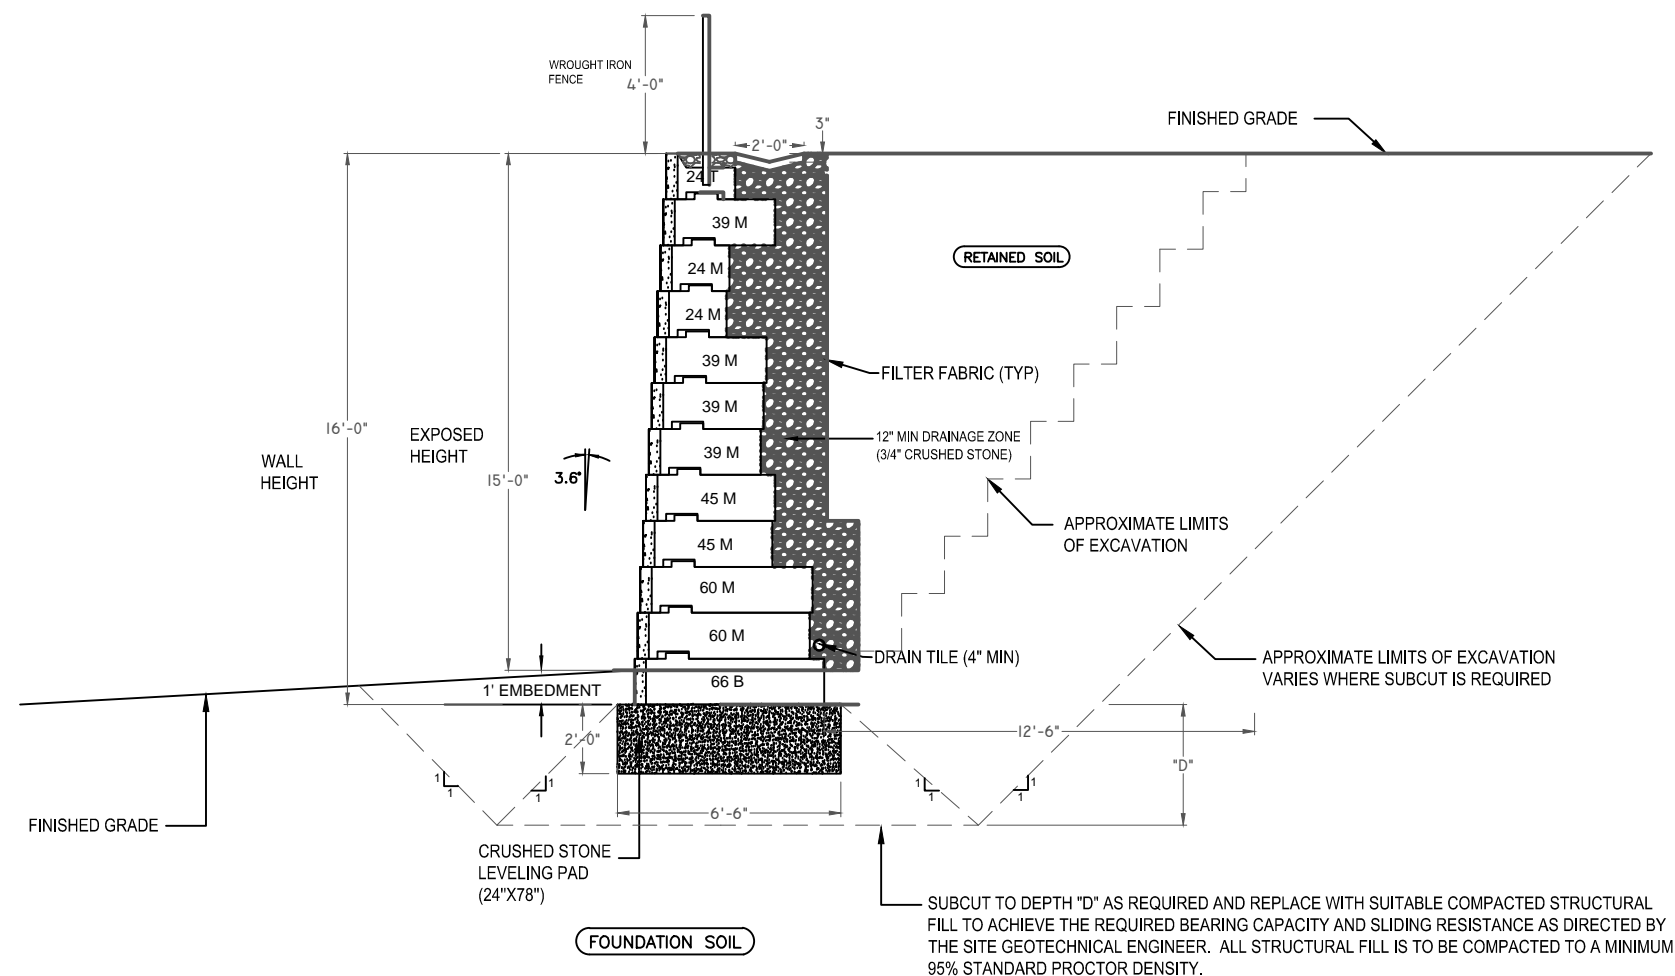 WROUGHT IRON
FENCE
4'-0"
3"
2'-0"
FINISHED GRADE
24 T
39 M
RETAINED SOIL
24 M
24 M
39 M
FILTER FABRIC (TYP)
39 M
16'-0"
EXPOSED
HEIGHT
12" MIN DRAINAGE ZONE
(3/4" CRUSHED STONE)
39 M
WALL
HEIGHT
15'-0"
3.6°
45 M
APPROXIMATE LIMITS
OF EXCAVATION
45 M
60 M
60 M
DRAIN TILE (4" MIN)
APPROXIMATE LIMITS OF EXCAVATION
VARIES WHERE SUBCUT IS REQUIRED
66 B
1' EMBEDMENT
2'-0"
12'-6"
"D"
1
1
1
1
1
1
1
1
6'-6"
FINISHED GRADE
CRUSHED STONE
LEVELING PAD
(24"X78")
SUBCUT TO DEPTH "D" AS REQUIRED AND REPLACE WITH SUITABLE COMPACTED STRUCTURAL
FILL TO ACHIEVE THE REQUIRED BEARING CAPACITY AND SLIDING RESISTANCE AS DIRECTED BY
THE SITE GEOTECHNICAL ENGINEER. ALL STRUCTURAL FILL IS TO BE COMPACTED TO A MINIMUM
95% STANDARD PROCTOR DENSITY.
FOUNDATION SOIL